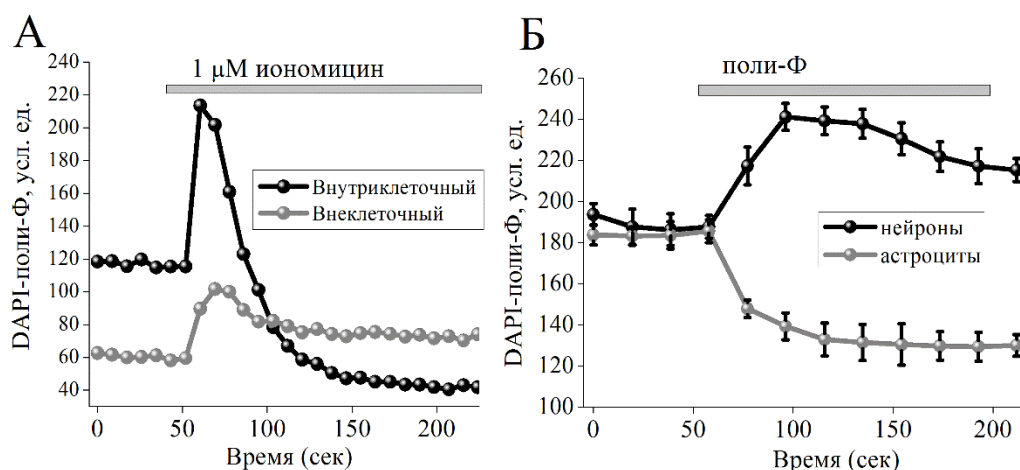 А
1 μM иономицин
DAPI-поли-Ф, усл. ед.
240
220
200
180
160
140
120
100
80
60
40
Внутриклеточный
Внеклеточный
0 50 100 150 200
Время (сек)
Б
поли-Ф
DAPI-поли-Ф, усл. ед.
260
240
220
200
180
160
140
120
100
нейроны
астроциты
0 50 100 150 200
Время (сек)